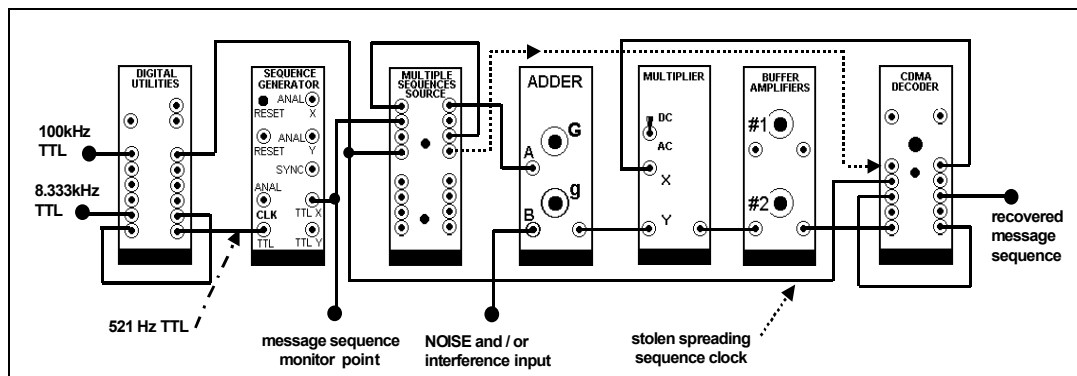 DIGITAL
UTILITIES
SEQUENCE
GENERATOR
MULTIPLE
SEQUENCES
SOURCE
ADDER
MULTIPLIER
BUFFER
AMPLIFIERS
CDMA
DECODER
100kHz
TTL
8.333kHz
TTL
ANAL
X
RESET
ANAL
Y
RESET
SYNC
ANAL
CLK
TTL X
TTL
TTL Y
G
A
g
B
DC
AC
X
Y
#1
#2
recovered
message
sequence
521 Hz TTL
message sequence
monitor point
NOISE and / or
interference input
stolen spreading
sequence clock